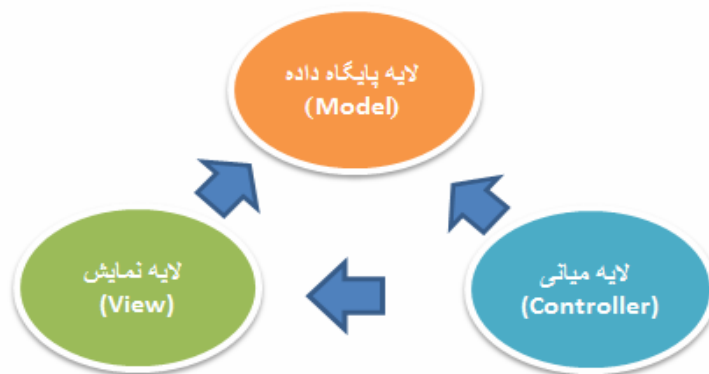 لایه پایگاه داده
(Model)
لایه میانی
(Controller)
لایه نمایش
(View)